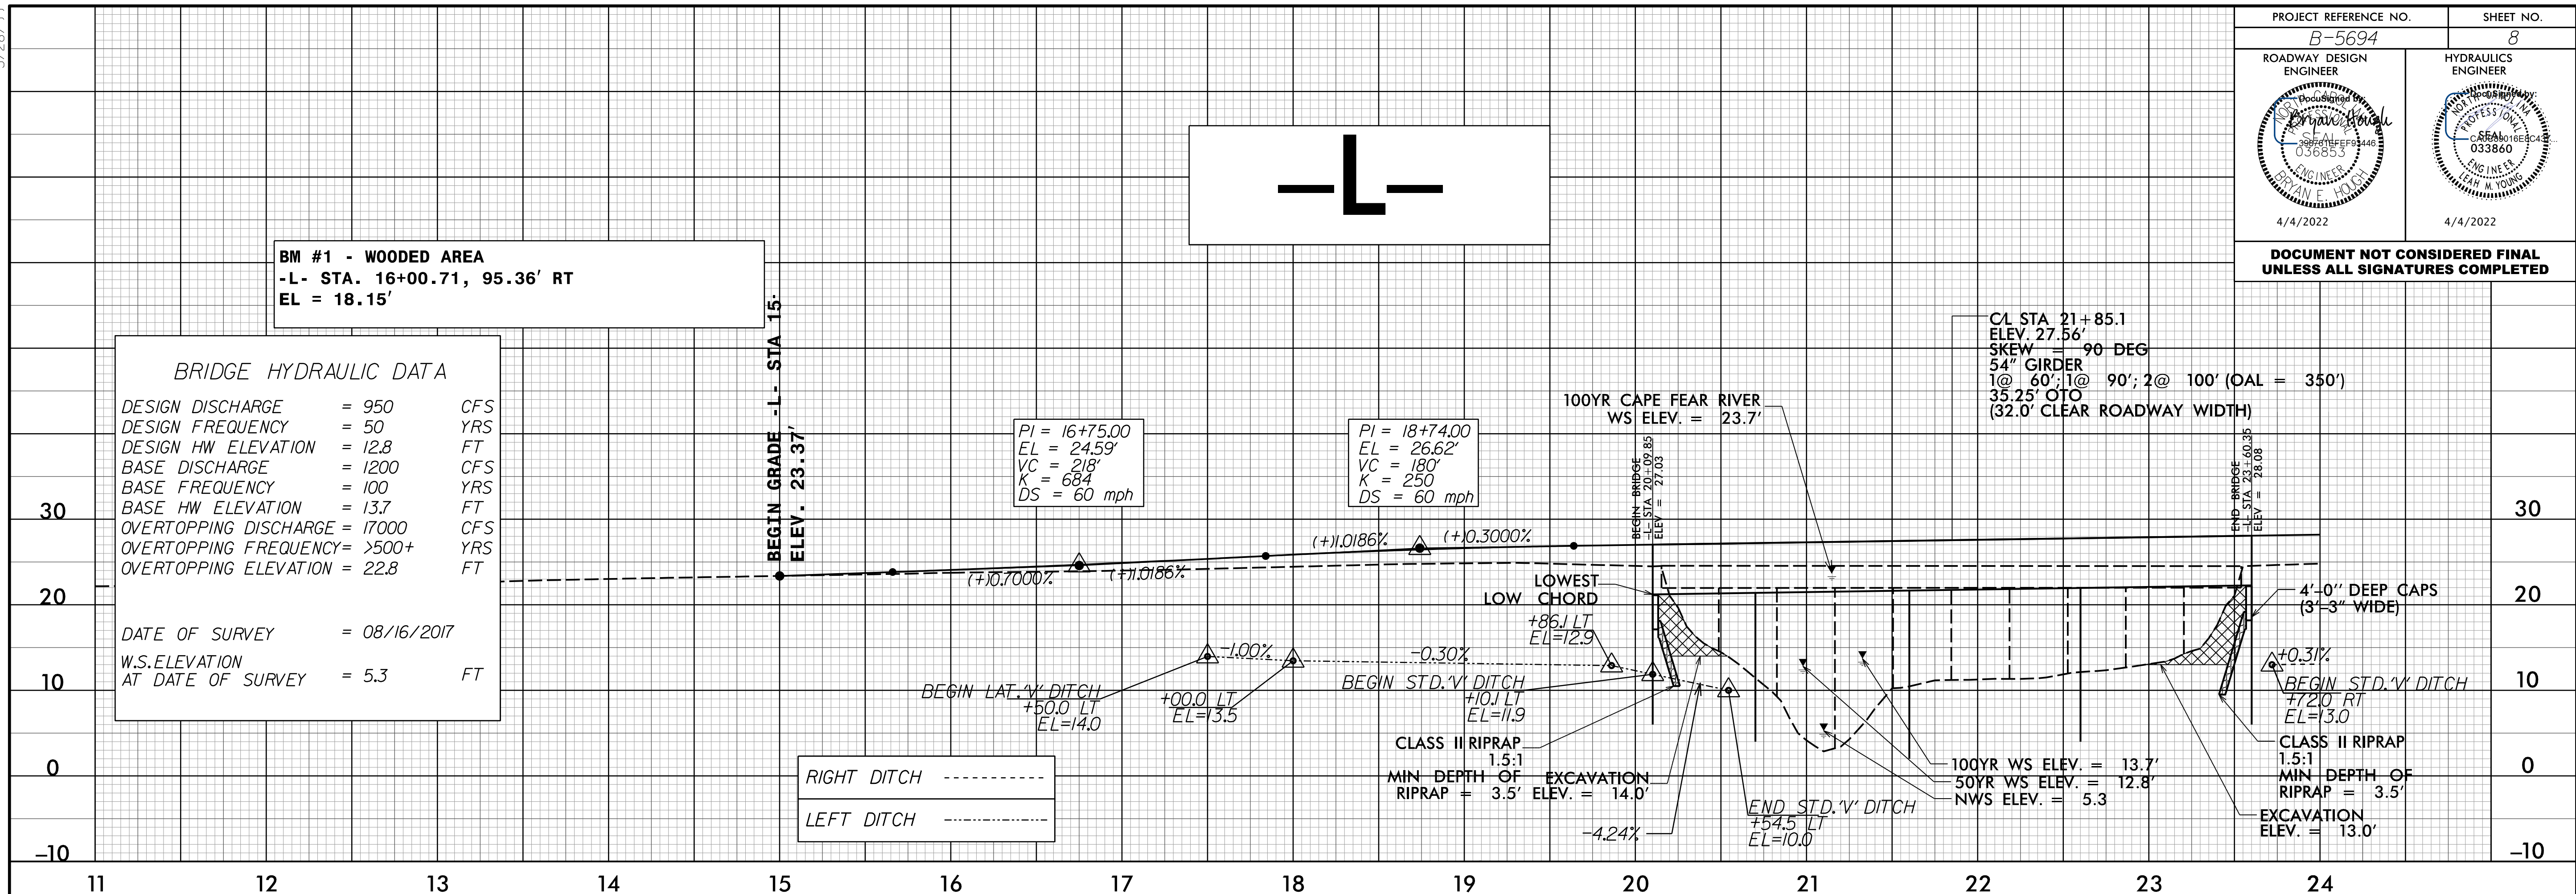 PROJECT REFERENCE NO.
SHEET NO.
B-5694
8
ROADWAY DESIGN
ENGINEER
HYDRAULICS
ENGINEER
DocuSigned by:
Bryan Hough
SEAL
036853
ENGINEER
BRYAN E. HOUGH
4/4/2022
DocuSigned by:
PROFESSIONAL
SEAL
033860
ENGINEER
LEAH M. YOUNG
4/4/2022
DOCUMENT NOT CONSIDERED FINAL
UNLESS ALL SIGNATURES COMPLETED
–L–
BM #1 - WOODED AREA
-L- STA. 16+00.71, 95.36' RT
EL = 18.15'
BRIDGE HYDRAULIC DATA
DESIGN DISCHARGE = 950 CFS
DESIGN FREQUENCY = 50 YRS
DESIGN HW ELEVATION = 12.8 FT
BASE DISCHARGE = 1200 CFS
BASE FREQUENCY = 100 YRS
BASE HW ELEVATION = 13.7 FT
OVERTOPPING DISCHARGE = 17000 CFS
OVERTOPPING FREQUENCY= >500+ YRS
OVERTOPPING ELEVATION = 22.8 FT
DATE OF SURVEY = 08/16/2017
W.S.ELEVATION
AT DATE OF SURVEY = 5.3 FT
BEGIN GRADE -L- STA 15+
ELEV. 23.37'
PI = 16+75.00
EL = 24.59'
VC = 218'
K = 684
DS = 60 mph
PI = 18+74.00
EL = 26.62'
VC = 180'
K = 250
DS = 60 mph
100YR CAPE FEAR RIVER
WS ELEV. = 23.7'
C/L STA 21+85.1
ELEV. 27.56'
SKEW = 90 DEG
54" GIRDER
1@ 60'; 1@ 90'; 2@ 100' (OAL = 350')
35.25' OTO
(32.0' CLEAR ROADWAY WIDTH)
BEGIN BRIDGE
-L- STA 20+09.85
ELEV = 27.03
END BRIDGE
-L- STA 23+60.35
ELEV = 28.08
(+)0.7000%
(+)1.0186%
(+)1.0186%
(+)0.3000%
LOWEST
LOW CHORD
4'-0" DEEP CAPS
(3'-3" WIDE)
+86.1 LT
EL=12.9
-1.00%
-0.30%
+0.31%
BEGIN LAT.'V' DITCH
+50.0 LT
EL=14.0
+00.0 LT
EL=13.5
BEGIN STD.'V' DITCH
+10.1 LT
EL=11.9
BEGIN STD.'V' DITCH
+72.0 RT
EL=13.0
CLASS II RIPRAP
1.5:1
MIN DEPTH OF
RIPRAP = 3.5'
EXCAVATION
ELEV. = 14.0'
-4.24%
END STD.'V' DITCH
+54.5 LT
EL=10.0
100YR WS ELEV. = 13.7'
50YR WS ELEV. = 12.8'
NWS ELEV. = 5.3
CLASS II RIPRAP
1.5:1
MIN DEPTH OF
RIPRAP = 3.5'
EXCAVATION
ELEV. = 13.0'
RIGHT DITCH
LEFT DITCH
30
20
10
0
-10
30
20
10
0
-10
11 12 13 14 15 16 17 18 19 20 21 22 23 24